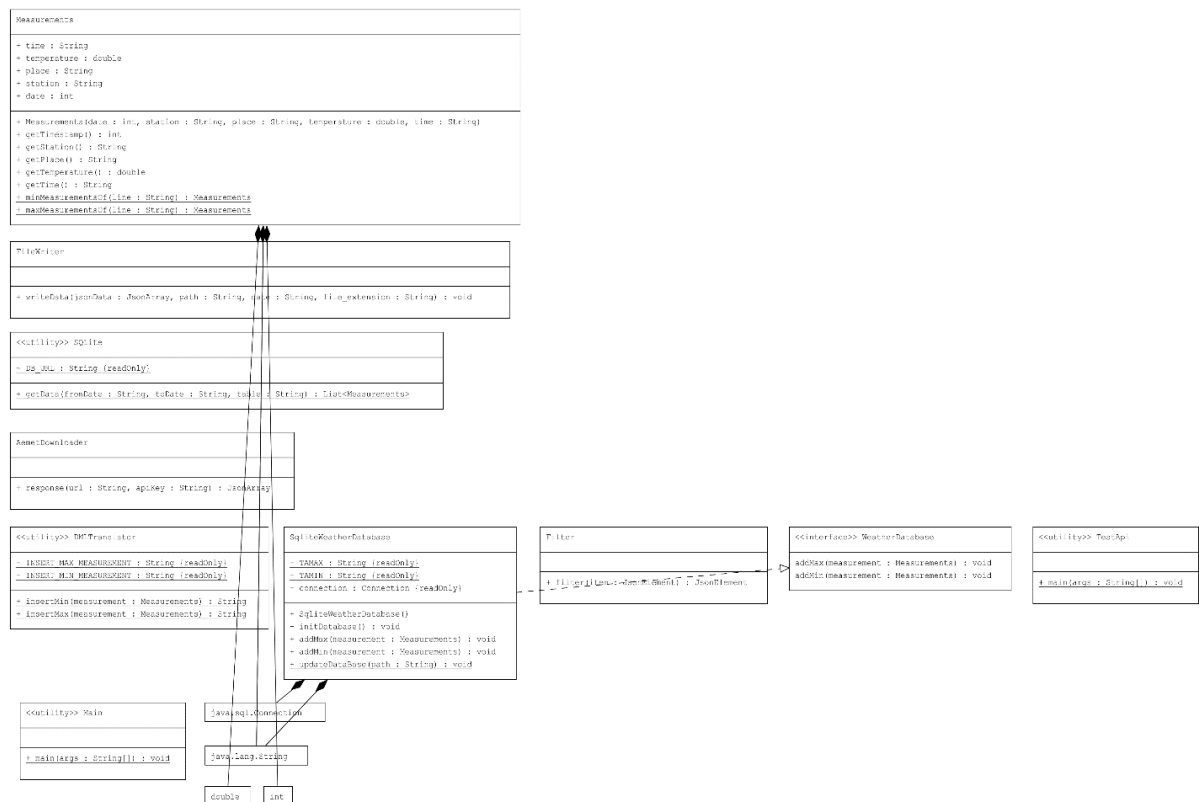 Measurements
+ time : String
+ temperature : double
+ place : String
+ station : String
+ date : int
+ Measurements(date : int, station : String, place : String, temperature : double, time : String)
+ getTimestamp() : int
+ getStation() : String
+ getPlace() : String
+ getTemperature() : double
+ getTime() : String
+ minMeasurementsOf(line : String) : Measurements
+ maxMeasurementsOf(line : String) : Measurements
FileWriter
+ writeData(jsonData : JsonArray, path : String, date : String, file_extension : String) : void
<<utility>> SQlite
- DB_URL : String {readOnly}
+ getData(fromDate : String, toDate : String, table : String) : List<Measurements>
AemetDownloader
+ response(url : String, apiKey : String) : JsonArray
<<utility>> DMLTranslator
- INSERT_MAX_MEASUREMENT : String {readOnly}
- INSERT_MIN_MEASUREMENT : String {readOnly}
+ insertMin(measurement : Measurements) : String
+ insertMax(measurement : Measurements) : String
SqliteWeatherDatabase
- TAMAX : String {readOnly}
- TAMIN : String {readOnly}
- connection : Connection {readOnly}
+ SqliteWeatherDatabase()
- initDatabase() : void
+ addMax(measurement : Measurements) : void
+ addMin(measurement : Measurements) : void
+ updateDataBase(path : String) : void
Filter
+ filter(item : JsonElement) : JsonElement
<<interface>> WeatherDatabase
addMax(measurement : Measurements) : void
addMin(measurement : Measurements) : void
<<utility>> TestApi
+ main(args : String[]) : void
<<utility>> Main
+ main(args : String[]) : void
java.sql.Connection
java.lang.String
double
int